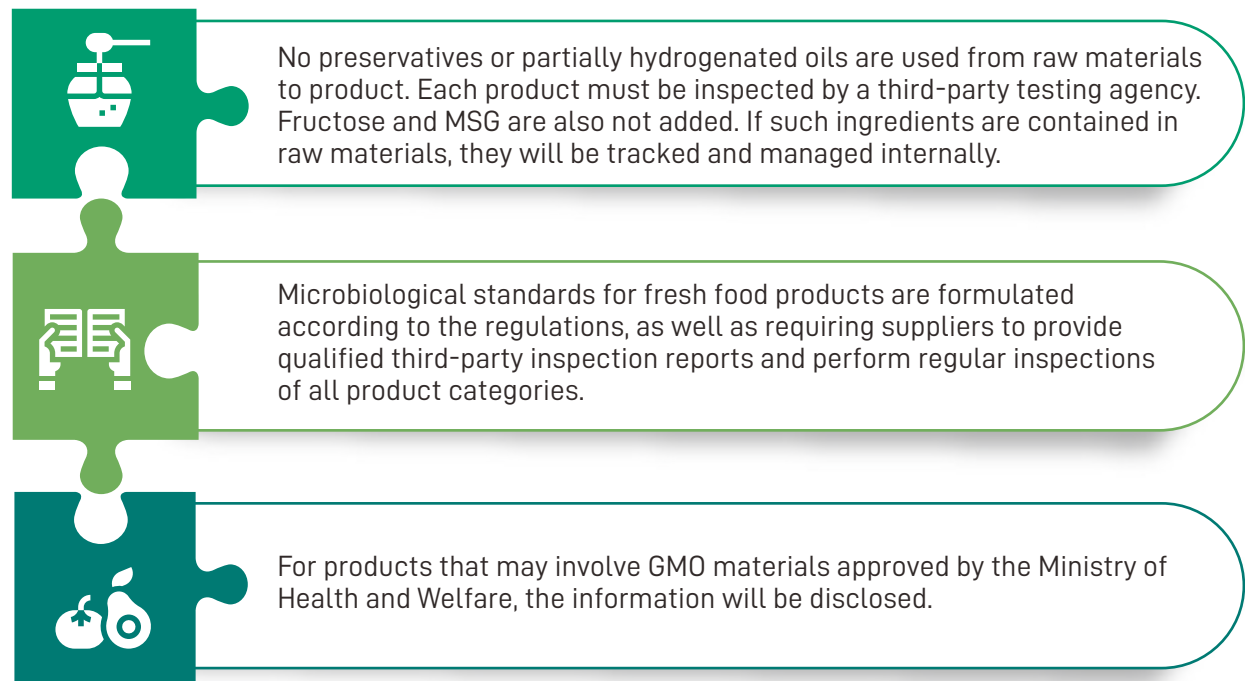 No preservatives or partially hydrogenated oils are used from raw materials
to product. Each product must be inspected by a third-party testing agency.
Fructose and MSG are also not added. If such ingredients are contained in
raw materials, they will be tracked and managed internally.
Microbiological standards for fresh food products are formulated
according to the regulations, as well as requiring suppliers to provide
qualified third-party inspection reports and perform regular inspections
of all product categories.
For products that may involve GMO materials approved by the Ministry of
Health and Welfare, the information will be disclosed.